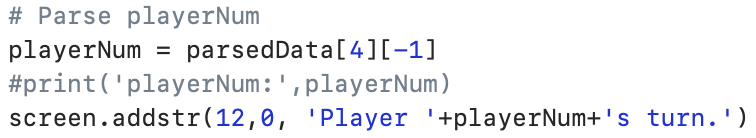 # Parse playerNum
playerNum = parsedData[4][-1]
#print('playerNum:',playerNum)
screen.addstr(12,0, 'Player '+playerNum+'s turn.')